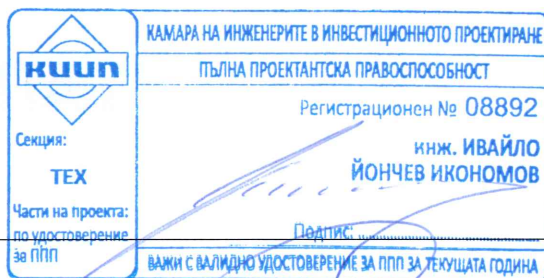 КАМАРА НА ИНЖЕНЕРИТЕ В ИНВЕСТИЦИОННОТО ПРОЕКТИРАНЕ
КИИП
ПЪЛНА ПРОЕКТАНТСКА ПРАВОСПОСОБНОСТ
Регистрационен № 08892
Секция:
ТЕХ
инж. ИВАЙЛО
ЙОНЧЕВ ИКОНОМОВ
Части на проекта:
по удостоверение
за ППП
Подпис:
ВАЖИ С ВАЛИДНО УДОСТОВЕРЕНИЕ ЗА ППП ЗА ТЕКУЩАТА ГОДИНА